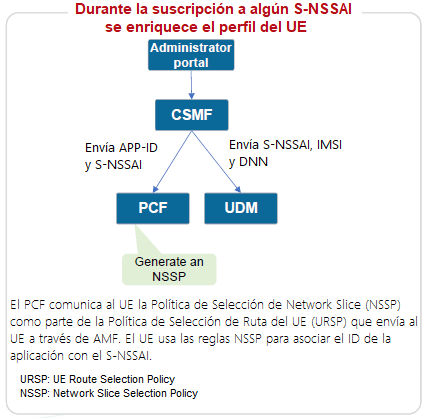 Durante la suscripción a algún S-NSSAI
se enriquece el perfil del UE
Administrator
portal
CSMF
Envía APP-ID
y S-NSSAI
Envía S-NSSAI, IMSI
y DNN
PCF
UDM
Generate an
NSSP
El PCF comunica al UE la Política de Selección de Network Slice (NSSP)
como parte de la Política de Selección de Ruta del UE (URSP) que envía al
UE a través de AMF. El UE usa las reglas NSSP para asociar el ID de la
aplicación con el S-NSSAI.
URSP: UE Route Selection Policy
NSSP: Network Slice Selection Policy